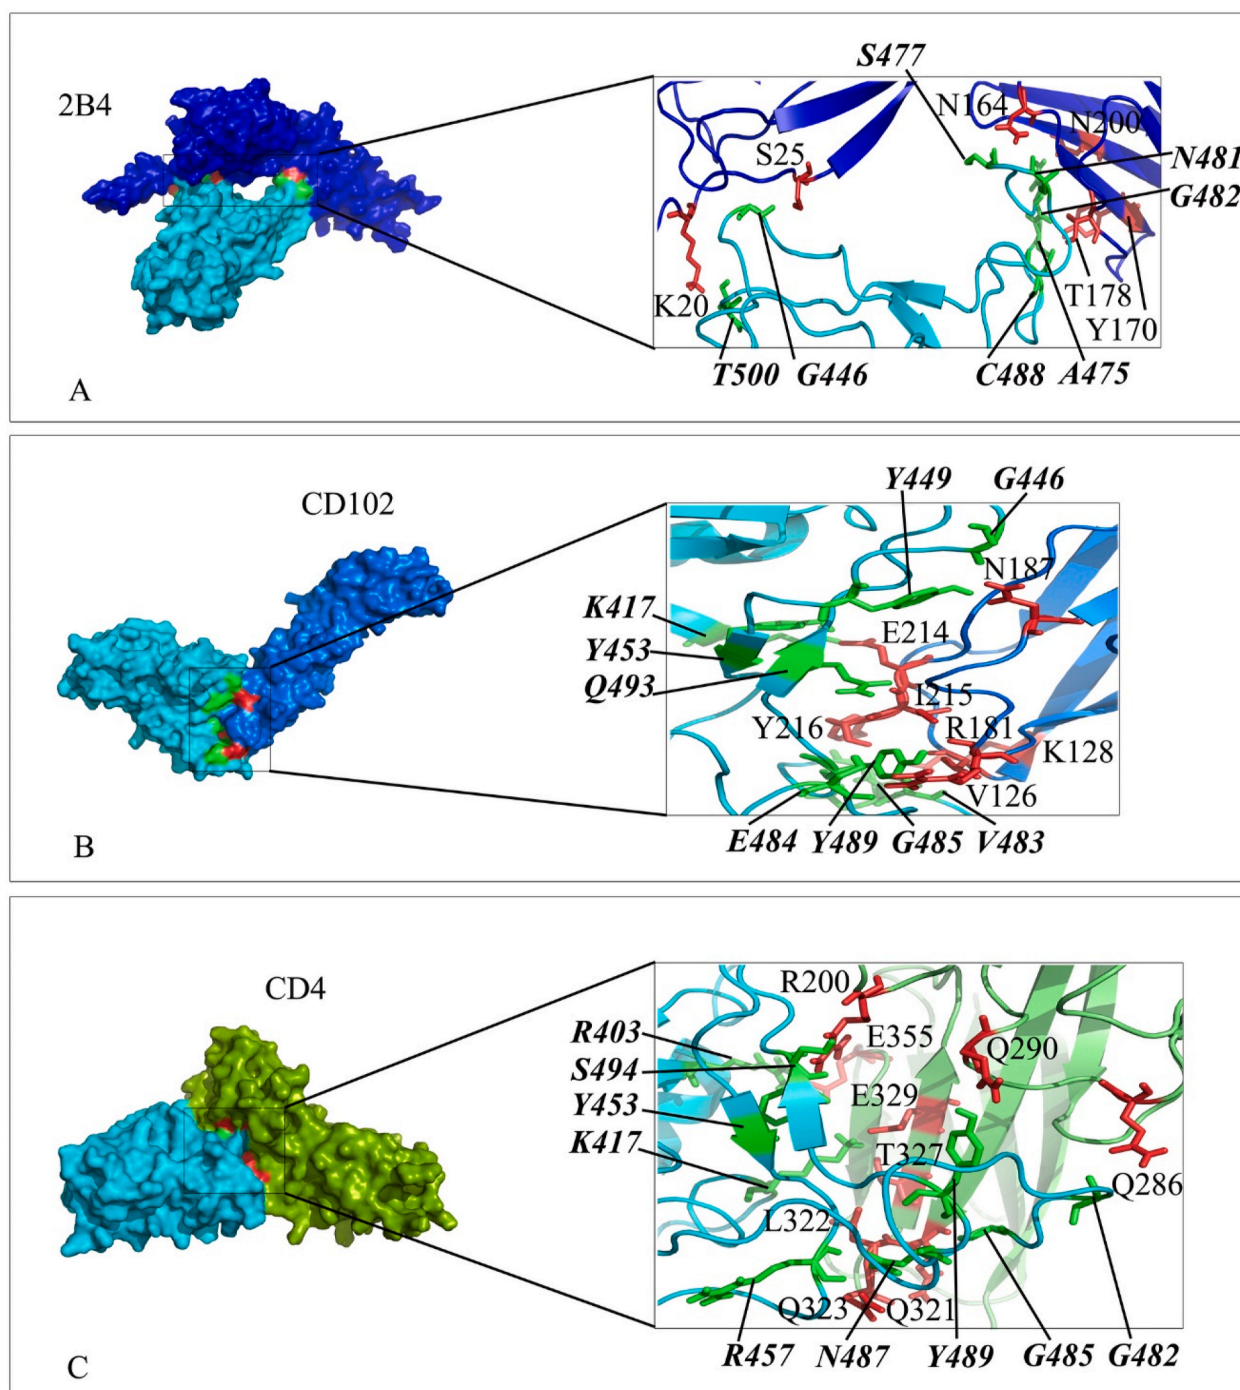 S477
2B4
N164
N200
S25
N481
G482
K20
T178
Y170
T500 G446 C488 A475
A
Y449 G446
CD102
N187
K417
E214
Y453
Q493
I215
Y216 R181
K128
V126
E484 Y489 G485 V483
B
CD4
R200
R403
E355
Q290
S494
E329
Y453
K417
T327
Q286
L322
Q323 Q321
R457 N487 Y489 G485 G482
C